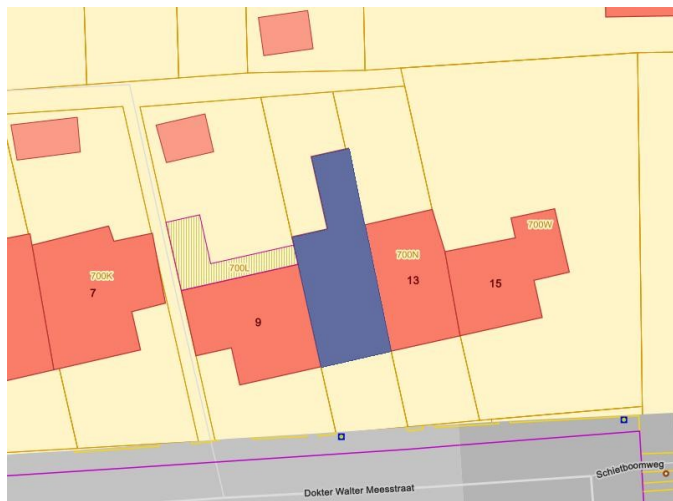 700K
7
700L
9
700N
13
700W
15
Schietboomweg
Dokter Walter Meesstraat